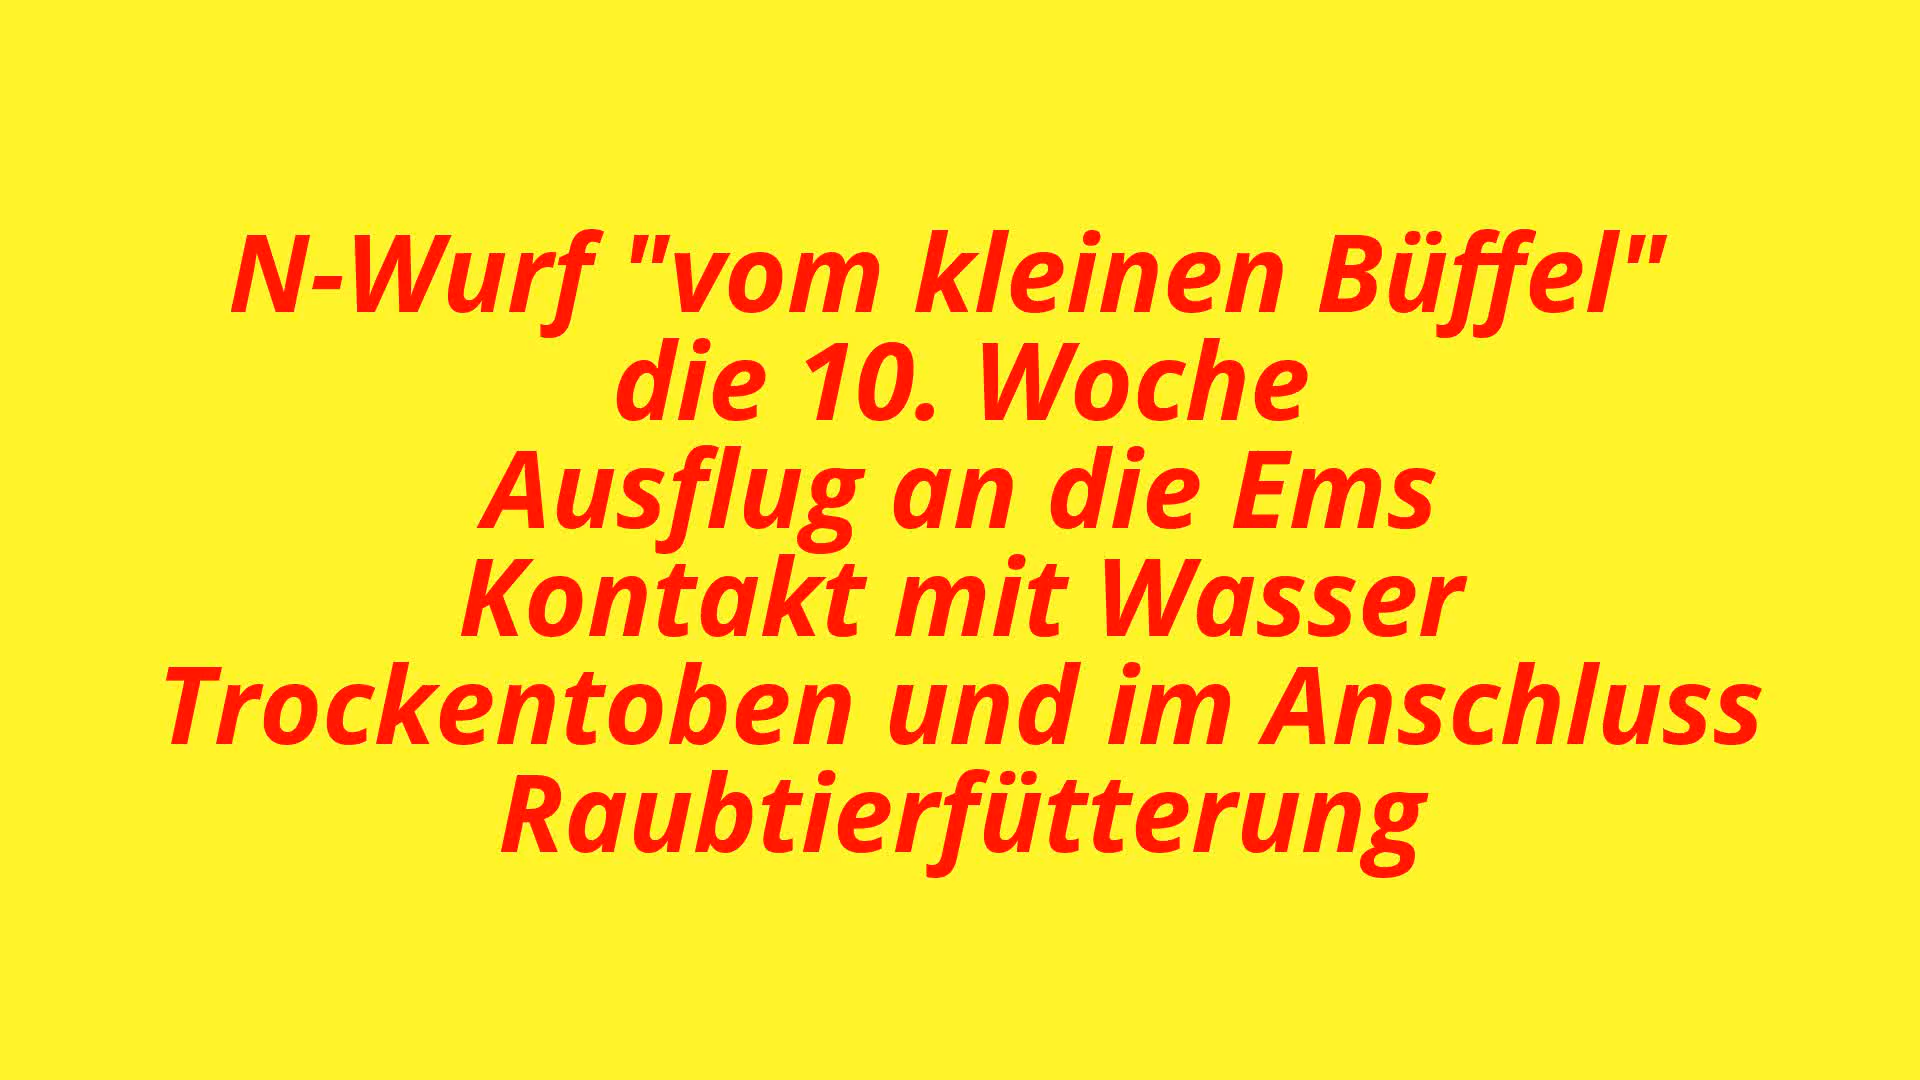 N-Wurf "vom kleinen Büffel"
die 10. Woche
Ausflug an die Ems
Kontakt mit Wasser
Trockentoben und im Anschluss
Raubtierfütterung